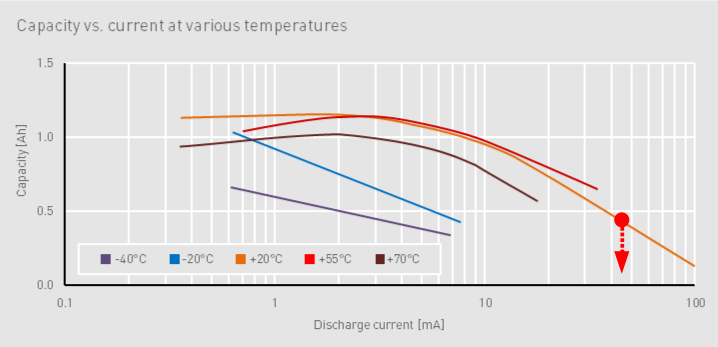 Capacity vs. current at various temperatures
1.5
1.0
0.5
0.0
Capacity [Ah]
-40°C -20°C +20°C +55°C +70°C
0.1 1 10 100
Discharge current [mA]